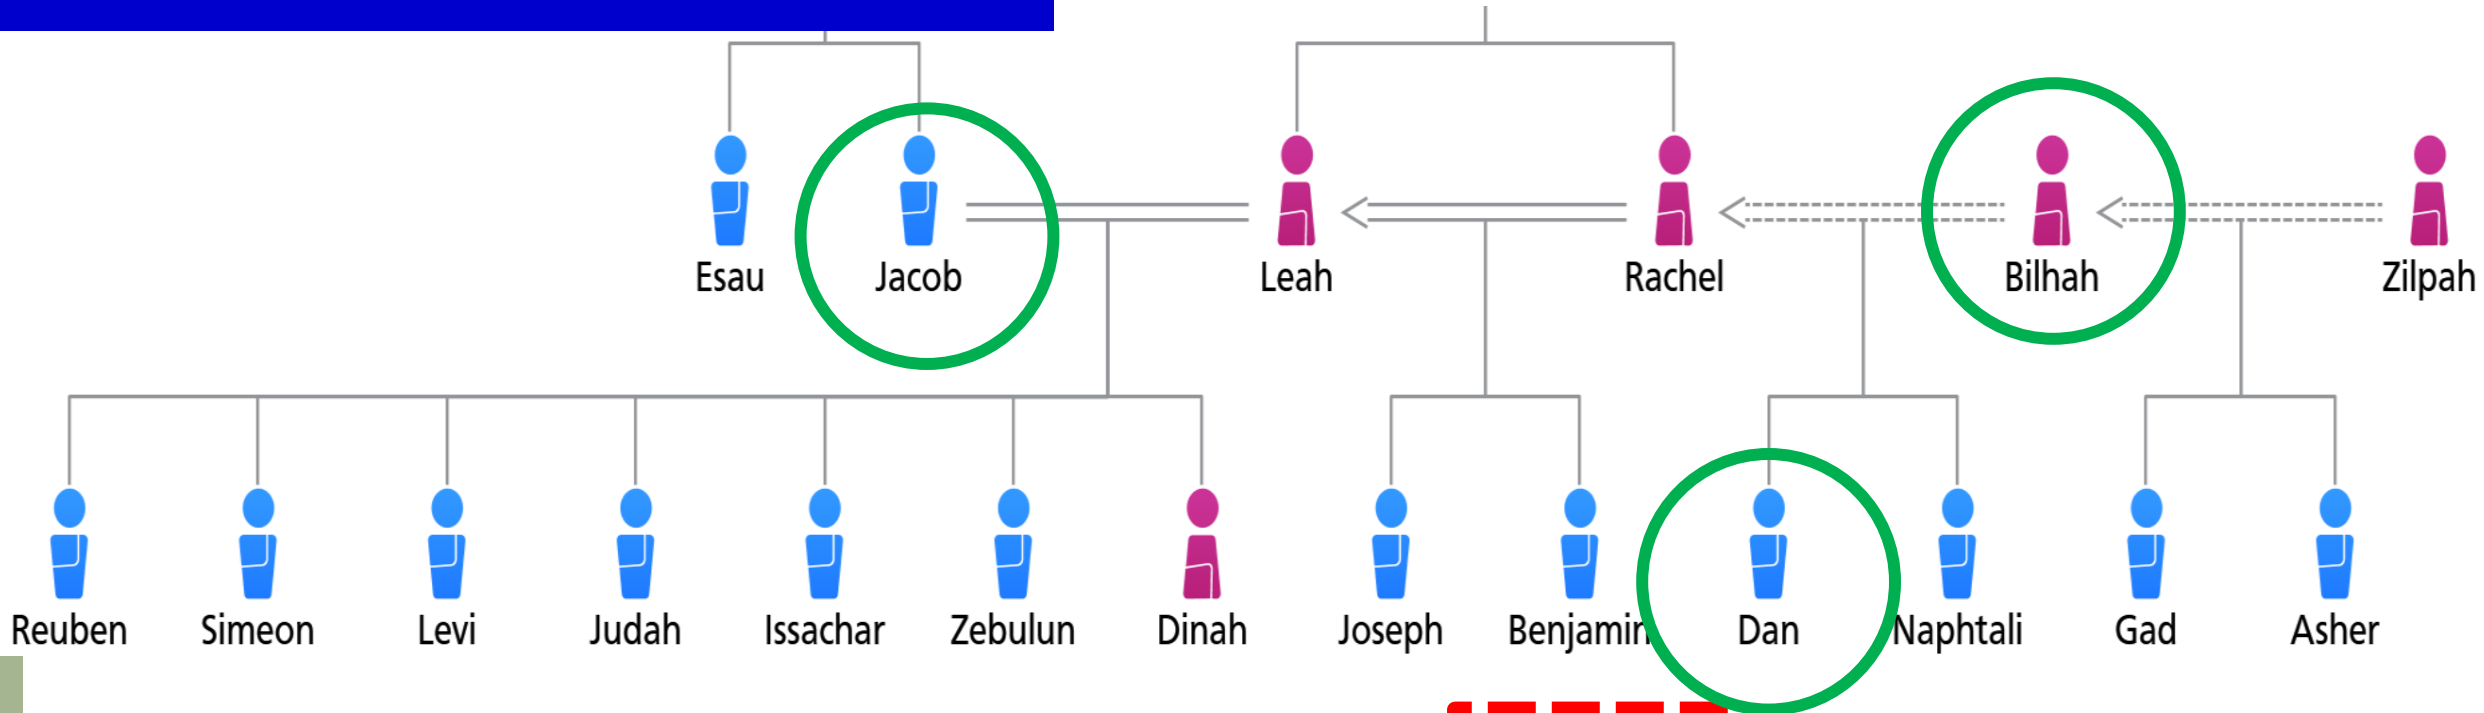 Esau Jacob Leah Rachel Bilhah Zilpah
Reuben Simeon Levi Judah Issachar Zebulun Dinah Joseph Benjamin Dan Naphtali Gad Asher